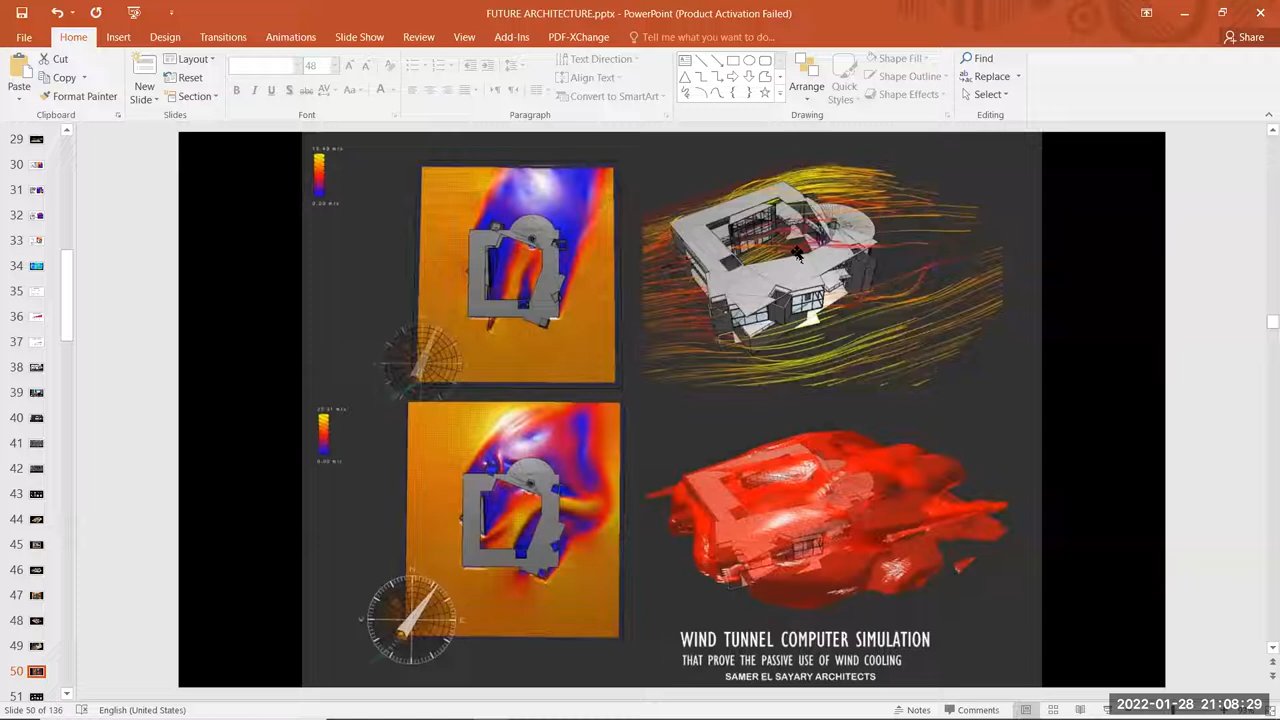 FUTURE ARCHITECTURE.pptx - PowerPoint (Product Activation Failed)
File Home Insert Design Transitions Animations Slide Show Review View Add-Ins PDF-XChange Tell me what you want to do... Share
Paste
Cut
Copy
Format Painter
Clipboard
New Slide
Layout
Reset
Section
Slides
48
B I U S abc AV Aa A
Font
Text Direction
Align Text
Convert to SmartArt
Paragraph
Arrange
Quick Styles
Shape Fill
Shape Outline
Shape Effects
Drawing
Find
Replace
Select
Editing
29
30
31
32
33
34
35
36
37
38
39
40
41
42
43
44
45
46
47
48
49
50
51
N
WIND TUNNEL COMPUTER SIMULATION
THAT PROVE THE PASSIVE USE OF WIND COOLING
SAMER EL SAYARY ARCHITECTS
Slide 50 of 136 English (United States) Notes Comments
2022-01-28 21:08:29